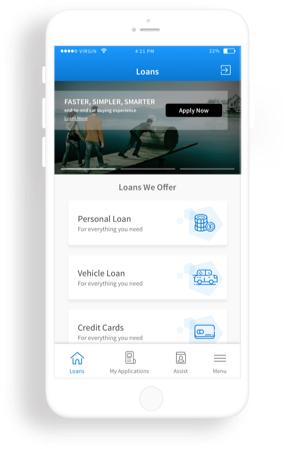 VIRGIN
4:21 PM
22%
Loans
FASTER, SIMPLER, SMARTER
end-to-end car buying experience
Learn more
Apply Now
Loans We Offer
Personal Loan
For everything you need
Vehicle Loan
For everything you need
Credit Cards
For everything you need
Loans
My Applications
Assist
Menu